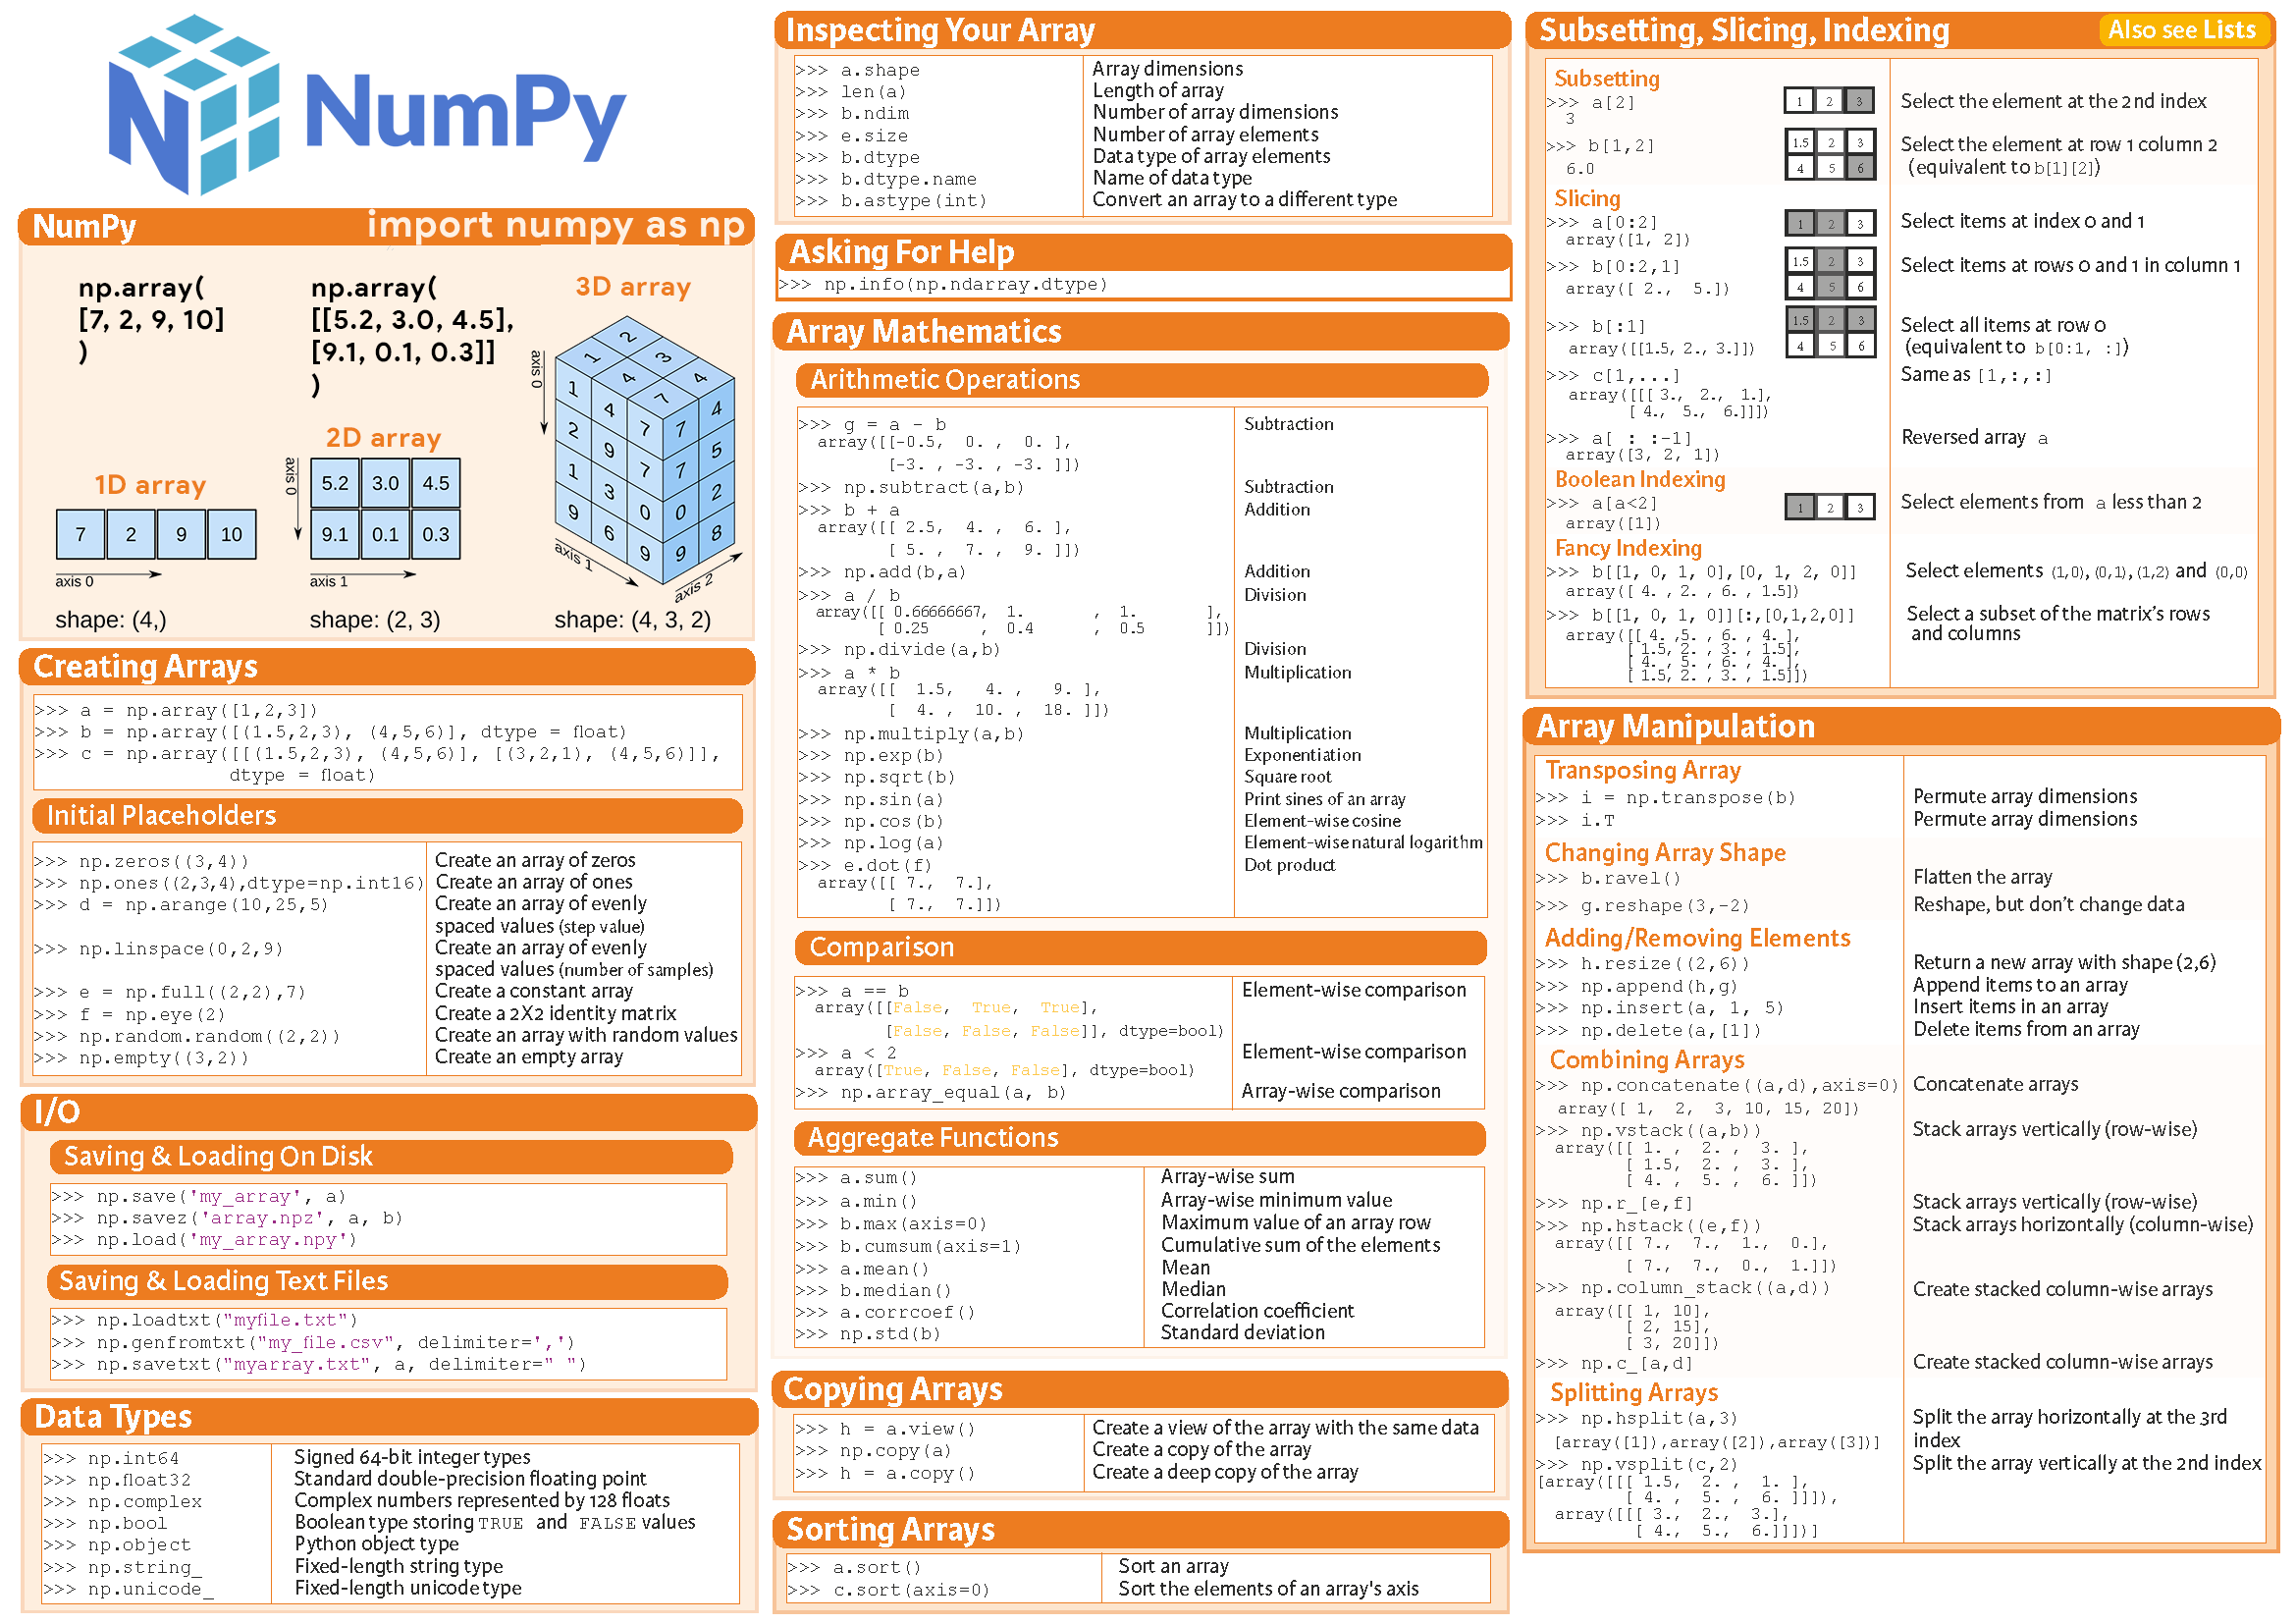 NumPy
NumPy import numpy as np
np.array(
[7, 2, 9, 10]
)
1D array
7 2 9 10
axis 0
shape: (4,)
np.array(
[[5.2, 3.0, 4.5],
[9.1, 0.1, 0.3]]
)
2D array
axis 0
5.2 3.0 4.5
9.1 0.1 0.3
axis 1
shape: (2, 3)
3D array
axis 0
2
1 3
4 4
7
1 4 7 7 4
2 9 7 7 5
1 3 0 0 2
9 6 9 9 8
axis 1
axis 2
shape: (4, 3, 2)
Creating Arrays
>>> a = np.array([1,2,3])
>>> b = np.array([(1.5,2,3), (4,5,6)], dtype = float)
>>> c = np.array([[(1.5,2,3), (4,5,6)], [(3,2,1), (4,5,6)]],
dtype = float)
Initial Placeholders
>>> np.zeros((3,4)) Create an array of zeros
>>> np.ones((2,3,4),dtype=np.int16) Create an array of ones
>>> d = np.arange(10,25,5) Create an array of evenly
spaced values (step value)
>>> np.linspace(0,2,9) Create an array of evenly
spaced values (number of samples)
>>> e = np.full((2,2),7) Create a constant array
>>> f = np.eye(2) Create a 2X2 identity matrix
>>> np.random.random((2,2)) Create an array with random values
>>> np.empty((3,2)) Create an empty array
I/O
Saving & Loading On Disk
>>> np.save('my_array', a)
>>> np.savez('array.npz', a, b)
>>> np.load('my_array.npy')
Saving & Loading Text Files
>>> np.loadtxt("myfile.txt")
>>> np.genfromtxt("my_file.csv", delimiter=',')
>>> np.savetxt("myarray.txt", a, delimiter=" ")
Data Types
>>> np.int64 Signed 64-bit integer types
>>> np.float32 Standard double-precision floating point
>>> np.complex Complex numbers represented by 128 floats
>>> np.bool Boolean type storing TRUE and FALSE values
>>> np.object Python object type
>>> np.string_ Fixed-length string type
>>> np.unicode_ Fixed-length unicode type
Inspecting Your Array
>>> a.shape Array dimensions
>>> len(a) Length of array
>>> b.ndim Number of array dimensions
>>> e.size Number of array elements
>>> b.dtype Data type of array elements
>>> b.dtype.name Name of data type
>>> b.astype(int) Convert an array to a different type
Asking For Help
>>> np.info(np.ndarray.dtype)
Array Mathematics
Arithmetic Operations
>>> g = a - b Subtraction
array([[-0.5, 0. , 0. ],
[-3. , -3. , -3. ]])
>>> np.subtract(a,b) Subtraction
>>> b + a Addition
array([[ 2.5, 4. , 6. ],
[ 5. , 7. , 9. ]])
>>> np.add(b,a) Addition
>>> a / b Division
array([[ 0.66666667, 1. , 1. ],
[ 0.25 , 0.4 , 0.5 ]])
>>> np.divide(a,b) Division
>>> a * b Multiplication
array([[ 1.5, 4. , 9. ],
[ 4. , 10. , 18. ]])
>>> np.multiply(a,b) Multiplication
>>> np.exp(b) Exponentiation
>>> np.sqrt(b) Square root
>>> np.sin(a) Print sines of an array
>>> np.cos(b) Element-wise cosine
>>> np.log(a) Element-wise natural logarithm
>>> e.dot(f) Dot product
array([[ 7., 7.],
[ 7., 7.]])
Comparison
>>> a == b Element-wise comparison
array([[False, True, True],
[False, False, False]], dtype=bool)
>>> a < 2 Element-wise comparison
array([True, False, False], dtype=bool)
>>> np.array_equal(a, b) Array-wise comparison
Aggregate Functions
>>> a.sum() Array-wise sum
>>> a.min() Array-wise minimum value
>>> b.max(axis=0) Maximum value of an array row
>>> b.cumsum(axis=1) Cumulative sum of the elements
>>> a.mean() Mean
>>> b.median() Median
>>> a.corrcoef() Correlation coefficient
>>> np.std(b) Standard deviation
Copying Arrays
>>> h = a.view() Create a view of the array with the same data
>>> np.copy(a) Create a copy of the array
>>> h = a.copy() Create a deep copy of the array
Sorting Arrays
>>> a.sort() Sort an array
>>> c.sort(axis=0) Sort the elements of an array's axis
Subsetting, Slicing, Indexing Also see Lists
Subsetting
>>> a[2] 1 2 3 Select the element at the 2nd index
3
>>> b[1,2] 1.5 2 3 Select the element at row 1 column 2
6.0 4 5 6 (equivalent to b[1][2])
Slicing
>>> a[0:2] 1 2 3 Select items at index 0 and 1
array([1, 2])
>>> b[0:2,1] 1.5 2 3 Select items at rows 0 and 1 in column 1
array([ 2., 5.]) 4 5 6
>>> b[:1] 1.5 2 3 Select all items at row 0
array([[1.5, 2., 3.]]) 4 5 6 (equivalent to b[0:1, :])
>>> c[1,...] Same as [1,:,:]
array([[[ 3., 2., 1.],
[ 4., 5., 6.]]])
>>> a[ : :-1] Reversed array a
array([3, 2, 1])
Boolean Indexing
>>> a[a<2] 1 2 3 Select elements from a less than 2
array([1])
Fancy Indexing
>>> b[[1, 0, 1, 0],[0, 1, 2, 0]] Select elements (1,0), (0,1), (1,2) and (0,0)
array([ 4. , 2. , 6. , 1.5])
>>> b[[1, 0, 1, 0]][:,[0,1,2,0]] Select a subset of the matrix’s rows
array([[ 4. ,5. , 6. , 4. ], and columns
[ 1.5, 2. , 3. , 1.5],
[ 4. , 5. , 6. , 4. ],
[ 1.5, 2. , 3. , 1.5]])
Array Manipulation
Transposing Array
>>> i = np.transpose(b) Permute array dimensions
>>> i.T Permute array dimensions
Changing Array Shape
>>> b.ravel() Flatten the array
>>> g.reshape(3,-2) Reshape, but don’t change data
Adding/Removing Elements
>>> h.resize((2,6)) Return a new array with shape (2,6)
>>> np.append(h,g) Append items to an array
>>> np.insert(a, 1, 5) Insert items in an array
>>> np.delete(a,[1]) Delete items from an array
Combining Arrays
>>> np.concatenate((a,d),axis=0) Concatenate arrays
array([ 1, 2, 3, 10, 15, 20])
>>> np.vstack((a,b)) Stack arrays vertically (row-wise)
array([[ 1. , 2. , 3. ],
[ 1.5, 2. , 3. ],
[ 4. , 5. , 6. ]])
>>> np.r_[e,f] Stack arrays vertically (row-wise)
>>> np.hstack((e,f)) Stack arrays horizontally (column-wise)
array([[ 7., 7., 1., 0.],
[ 7., 7., 0., 1.]])
>>> np.column_stack((a,d)) Create stacked column-wise arrays
array([[ 1, 10],
[ 2, 15],
[ 3, 20]])
>>> np.c_[a,d] Create stacked column-wise arrays
Splitting Arrays
>>> np.hsplit(a,3) Split the array horizontally at the 3rd
[array([1]),array([2]),array([3])] index
>>> np.vsplit(c,2) Split the array vertically at the 2nd index
[array([[[ 1.5, 2. , 1. ],
[ 4. , 5. , 6. ]]]),
array([[[ 3., 2., 3.],
[ 4., 5., 6.]]])]